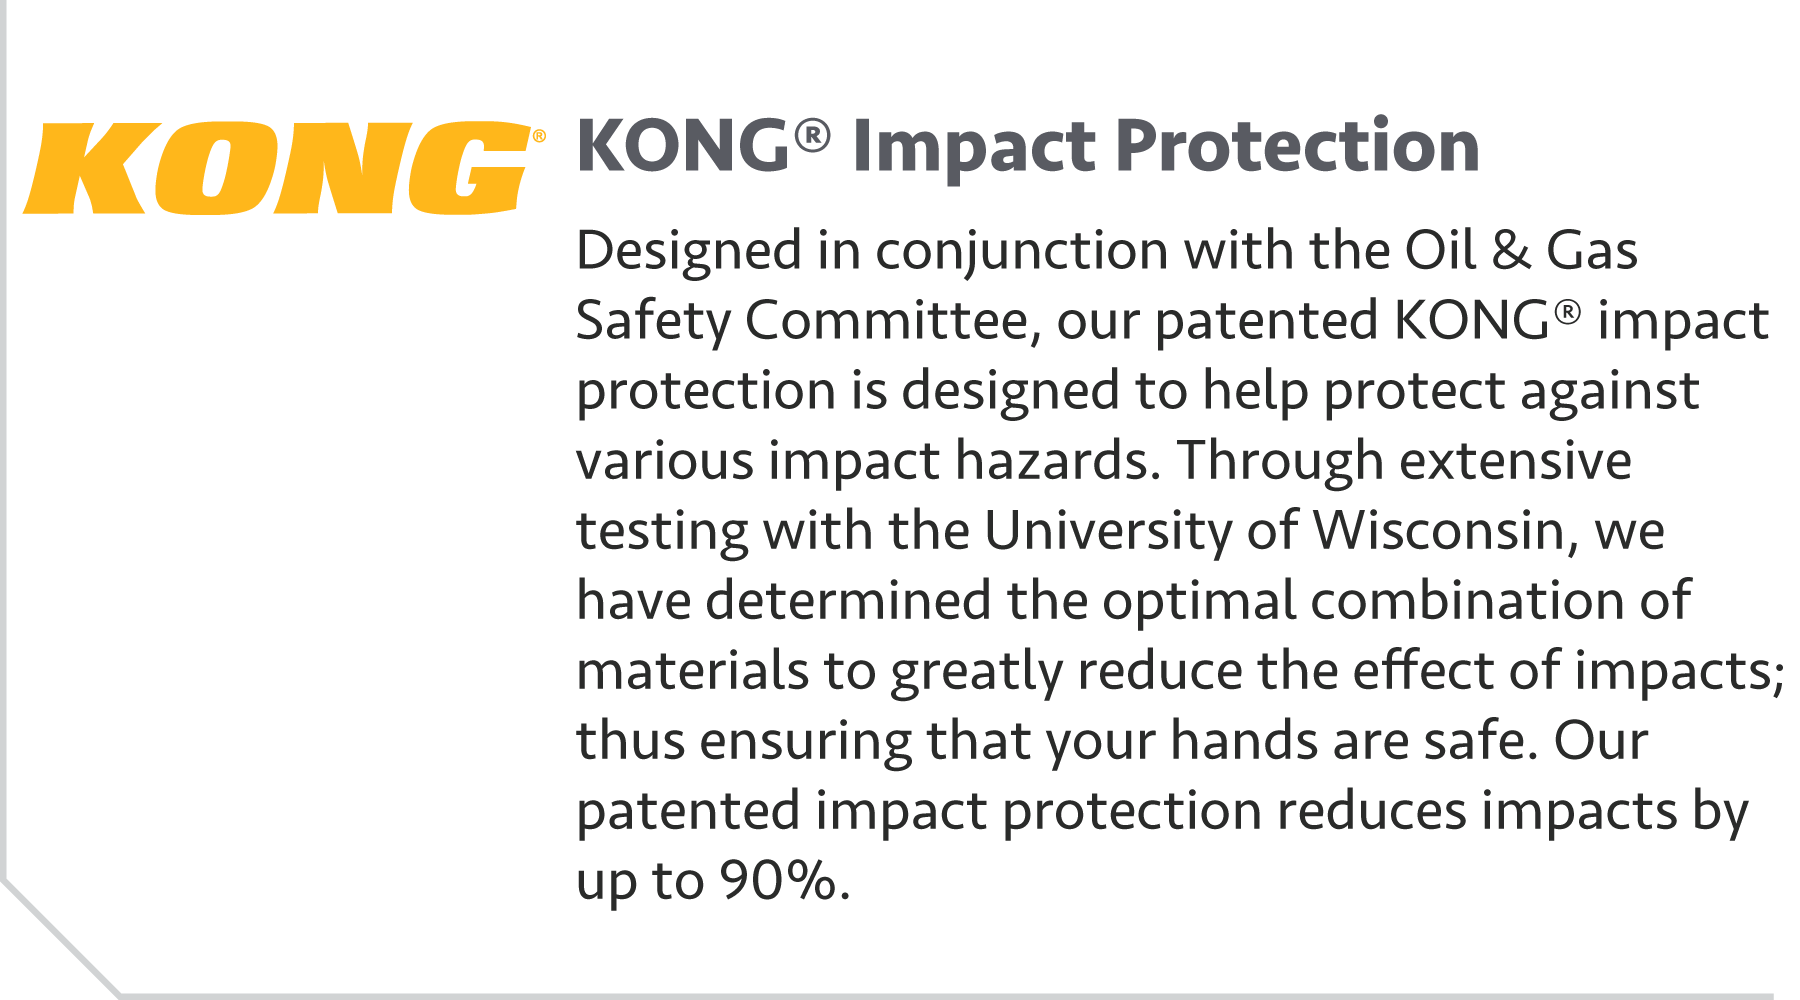 KONG®
KONG® Impact Protection
Designed in conjunction with the Oil & Gas
Safety Committee, our patented KONG® impact
protection is designed to help protect against
various impact hazards. Through extensive
testing with the University of Wisconsin, we
have determined the optimal combination of
materials to greatly reduce the effect of impacts;
thus ensuring that your hands are safe. Our
patented impact protection reduces impacts by
up to 90%.